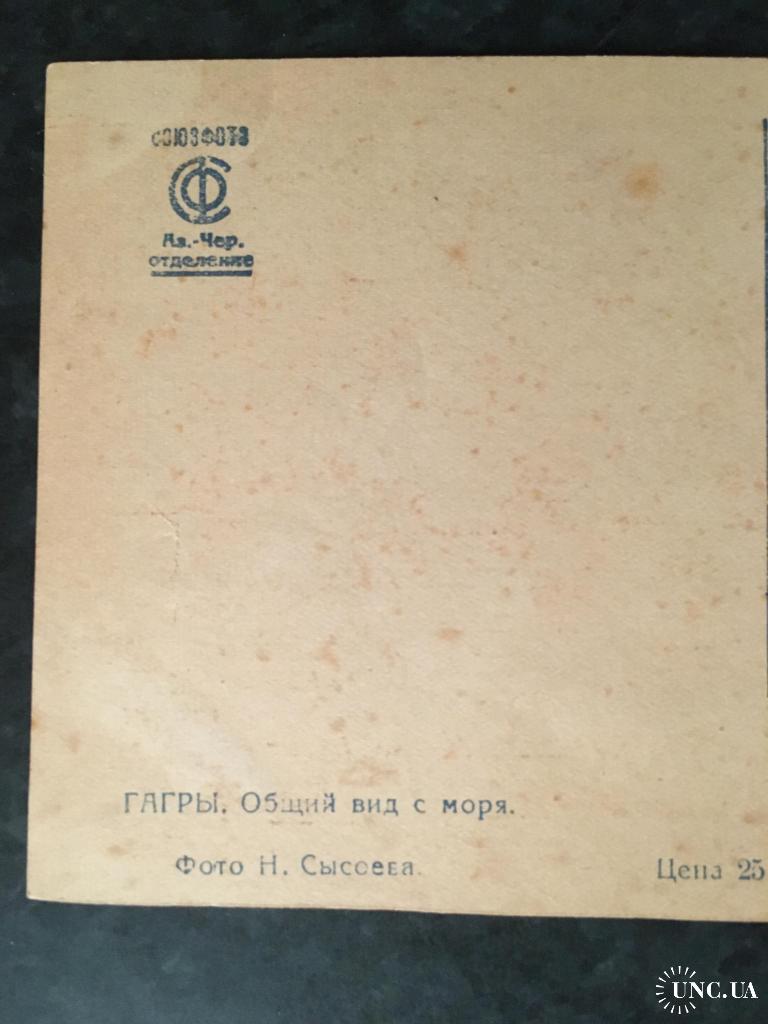 СОЮЗФОТО
СФ
Аз.-Чер.
отделение
ГАГРЫ. Общий вид с моря.
Фото Н. Сысоева.
Цена 25
UNC.UA